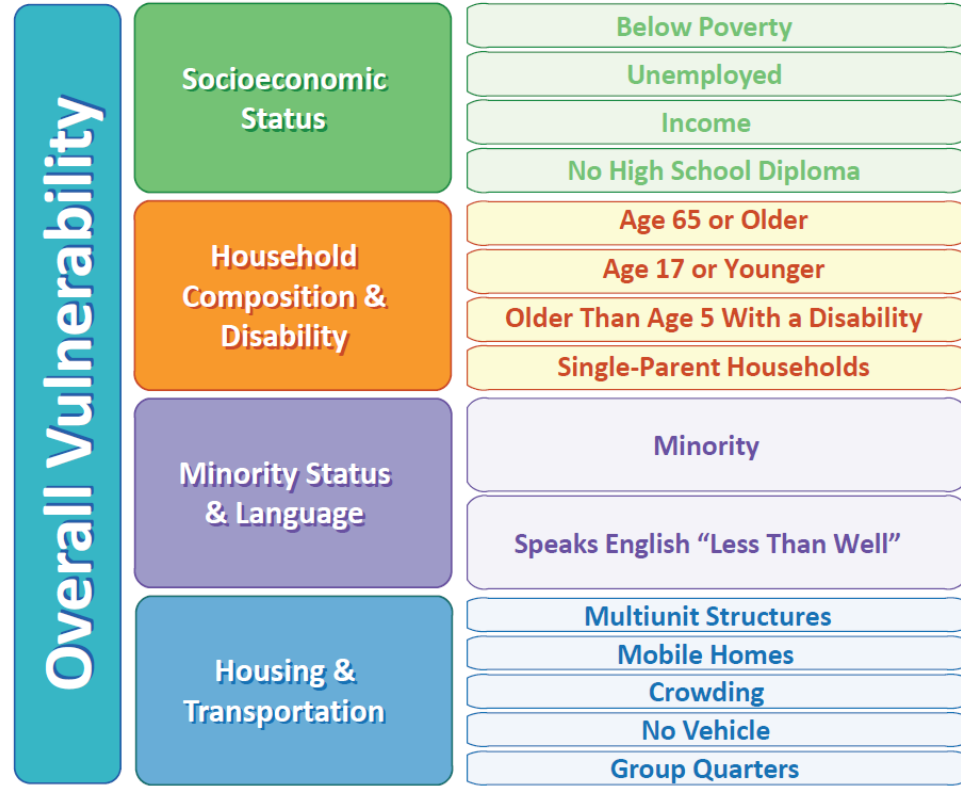 Overall Vulnerability
Socioeconomic
Status
Below Poverty
Unemployed
Income
No High School Diploma
Household
Composition &
Disability
Age 65 or Older
Age 17 or Younger
Older Than Age 5 With a Disability
Single-Parent Households
Minority Status
& Language
Minority
Speaks English “Less Than Well”
Housing &
Transportation
Multiunit Structures
Mobile Homes
Crowding
No Vehicle
Group Quarters